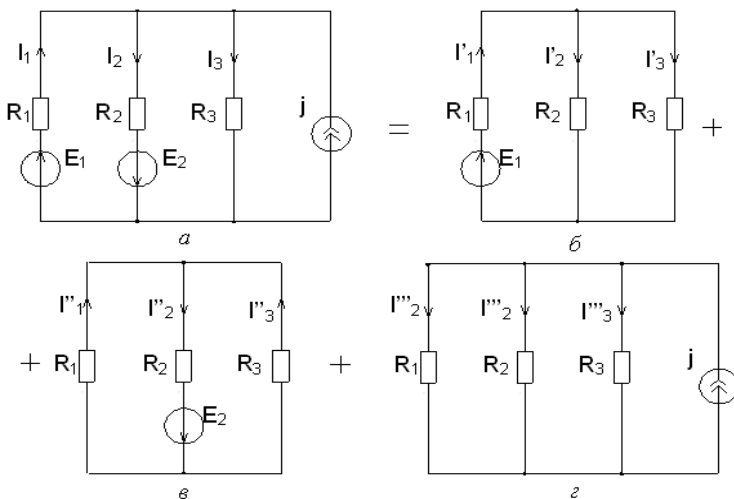 I1 I2 I3 I'1 I'2 I'3
R1 R2 R3 j = R1 R2 R3 +
E1 E2 E1
а б
I"1 I"2 I"3 I'''2 I'''2 I'''3
+ R1 R2 R3 + R1 R2 R3 j
E2
в г